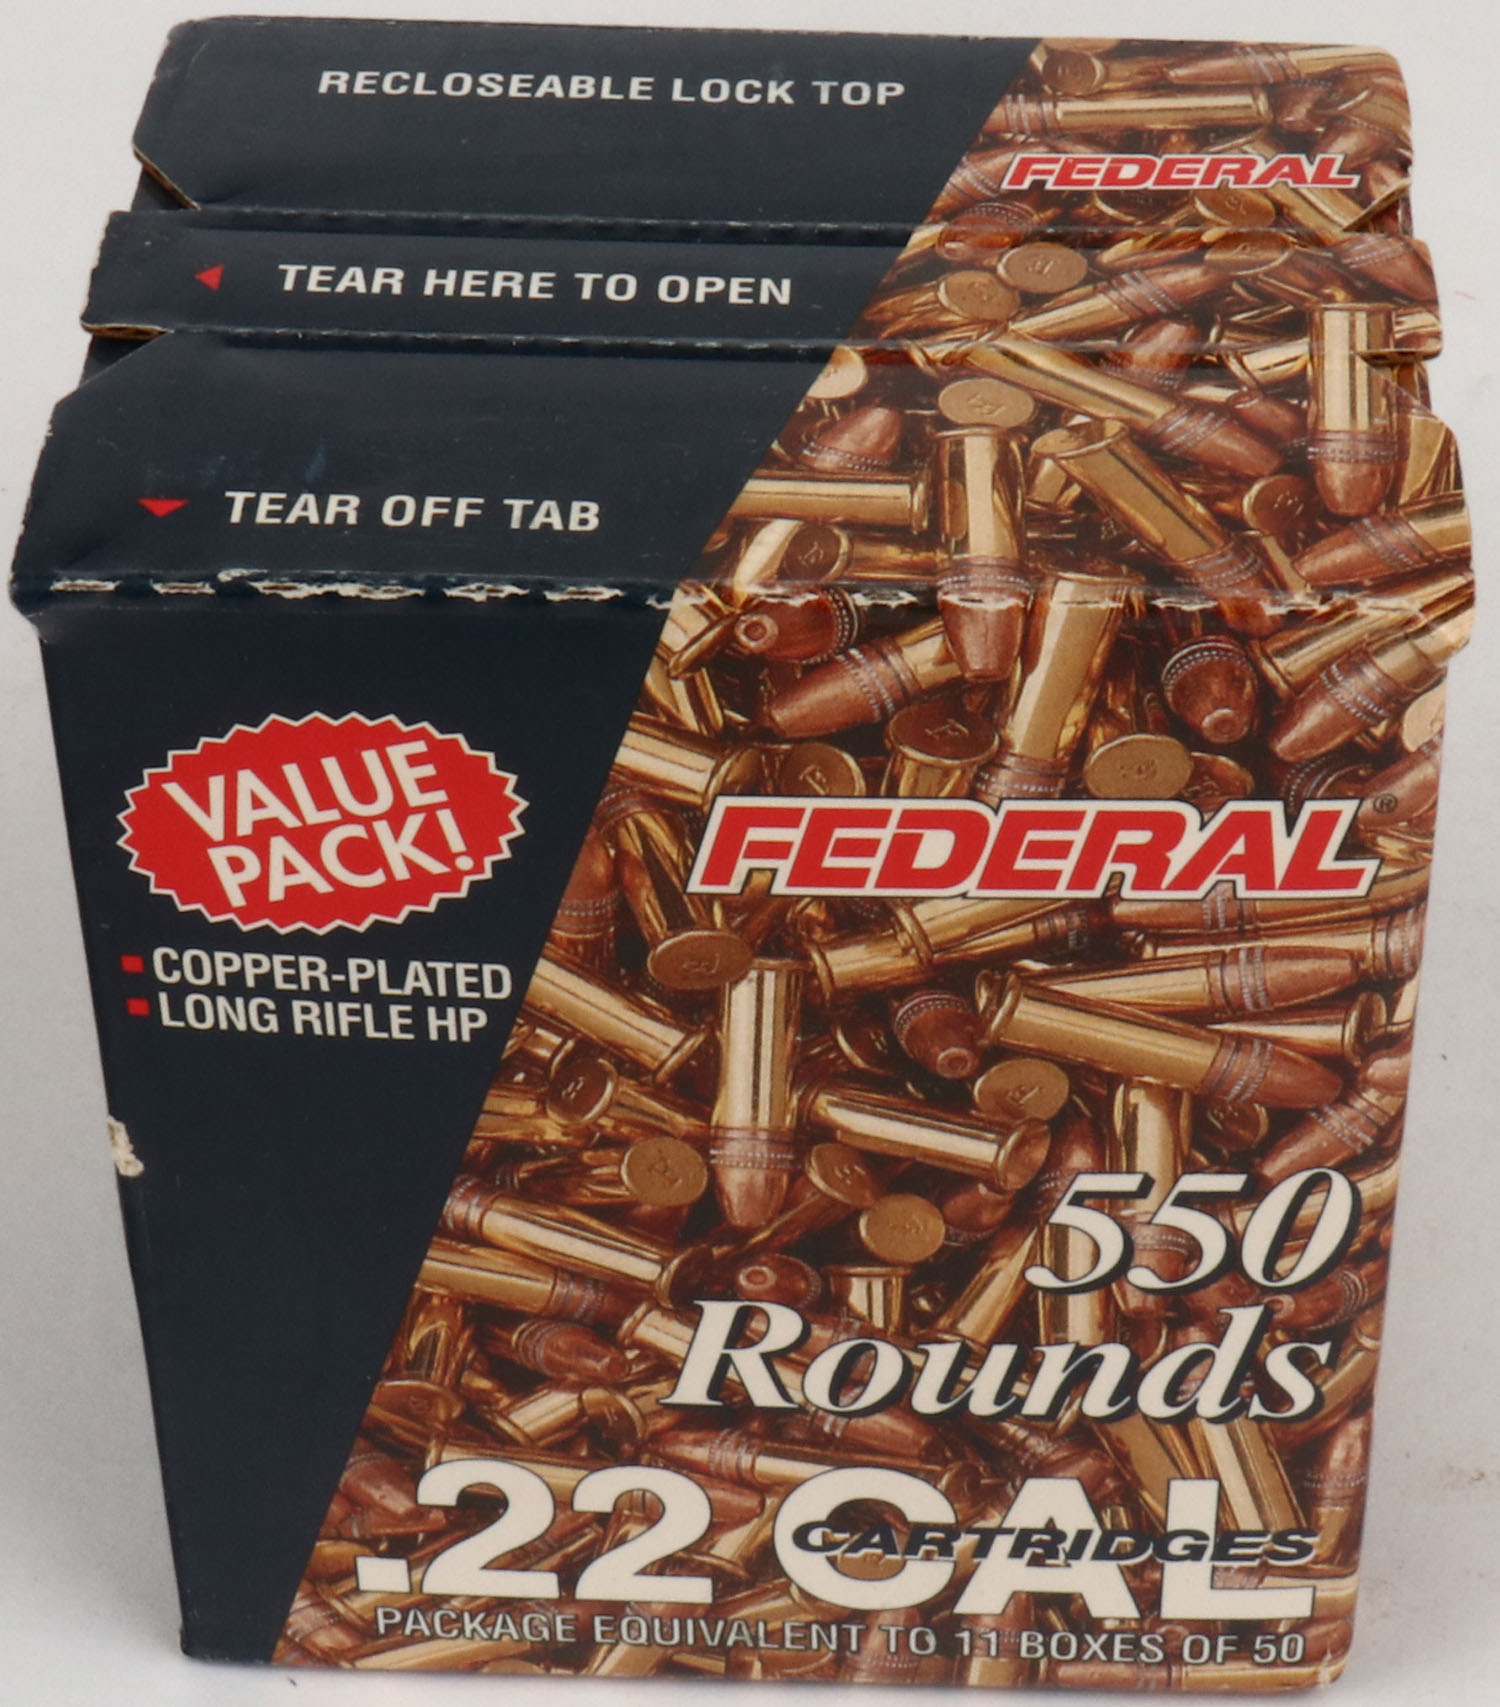 RECLOSEABLE LOCK TOP
FEDERAL
TEAR HERE TO OPEN
TEAR OFF TAB
VALUE
PACK!
COPPER-PLATED
LONG RIFLE HP
FEDERAL®
550
Rounds
.22 CAL
CARTRIDGES
PACKAGE EQUIVALENT TO 11 BOXES OF 50